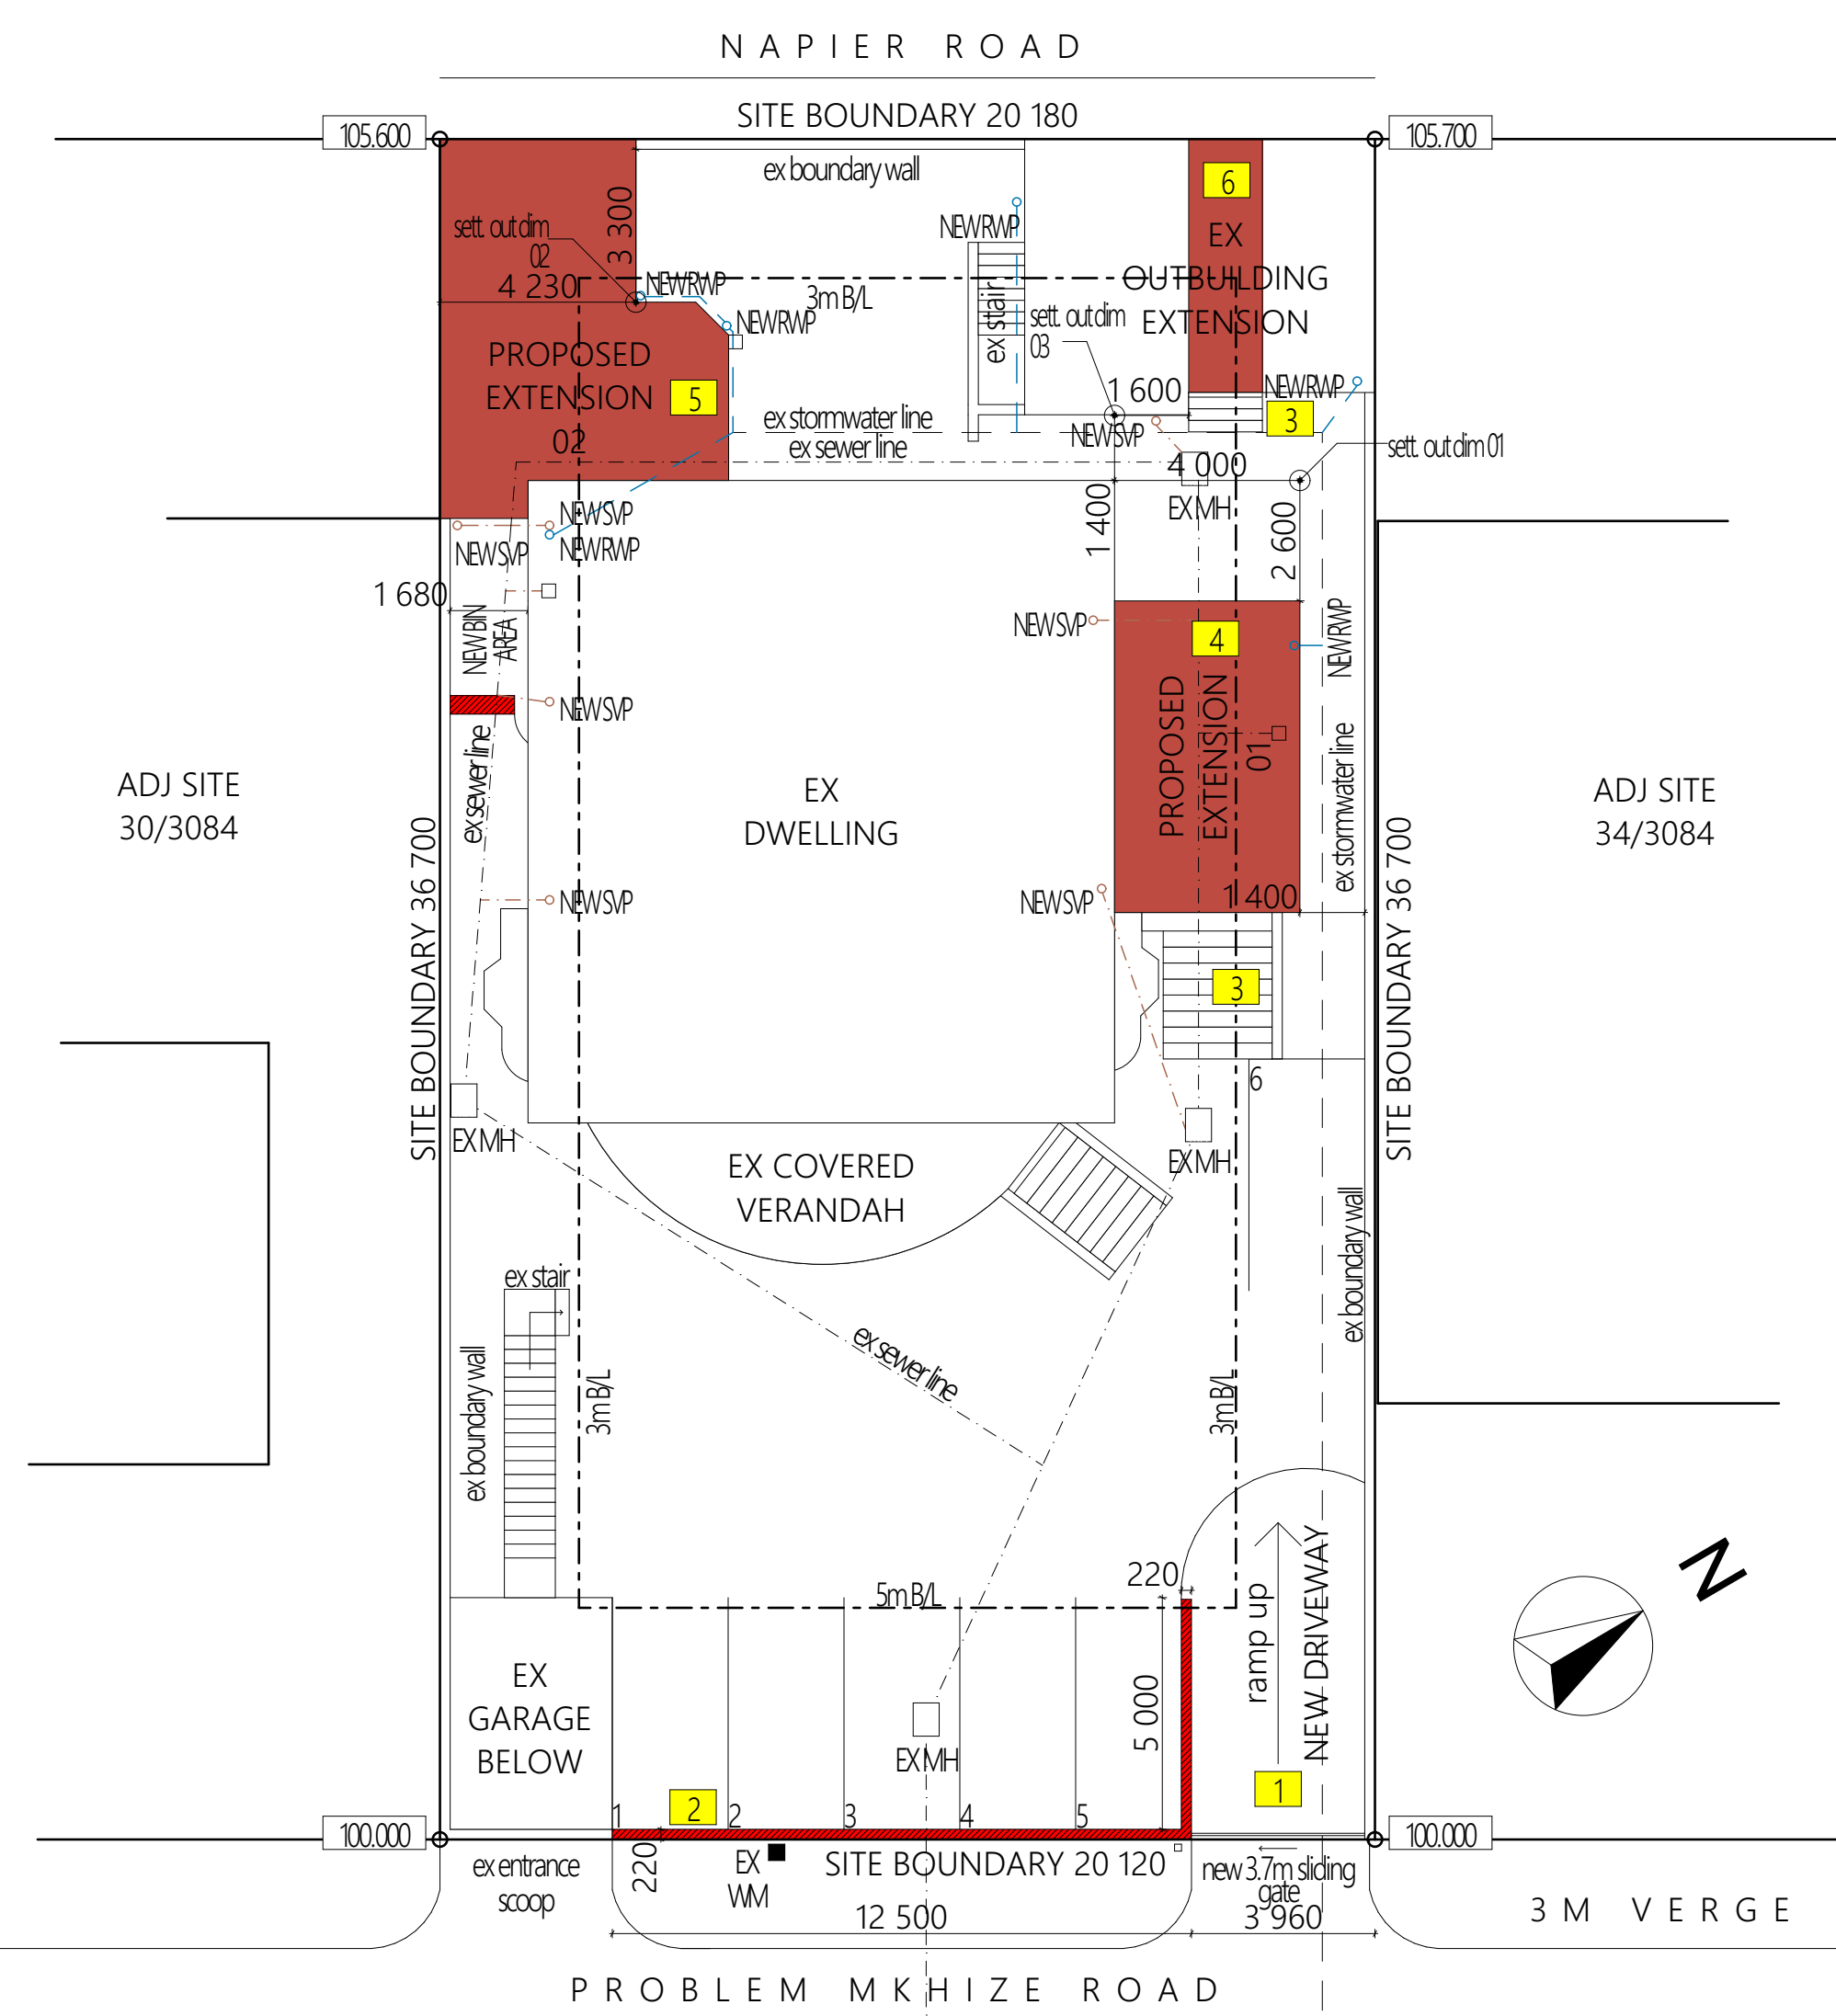 NAPIER ROAD
SITE BOUNDARY 20 180
105.600
105.700
ex boundary wall
6
3 300
sett. out dim
02
NEW RWP
EX
OUTBUILDING
EXTENSION
4 230
NEW RWP
3m B/L
NEW RWP
ex stair
sett. out dim
03
PROPOSED
EXTENSION
02
5
1 600
NEW RWP
3
ex stormwater line
ex sewer line
NEW SVP
4 000
sett. out dim 01
EX MH
NEW SVP
NEW RWP
NEW SVP
1 400
2 600
1 680
NEW BIN
AREA
NEW SVP
4
NEW RWP
NEW SVP
ex sewer line
PROPOSED
EXTENSION
01
ex stormwater line
ADJ SITE
30/3084
EX
DWELLING
ADJ SITE
34/3084
SITE BOUNDARY 36 700
SITE BOUNDARY 36 700
NEW SVP
NEW SVP
1 400
3
6
EX MH
EX MH
EX COVERED
VERANDAH
ex boundary wall
ex stair
ex sewer line
ex boundary wall
3m B/L
3m B/L
N
220
5m B/L
ramp up
NEW DRIVEWAY
EX
GARAGE
BELOW
5 000
EX MH
1
2
1
2
3
4
5
100.000
100.000
ex entrance
scoop
220
EX
WM
SITE BOUNDARY 20 120
new 3.7m sliding
gate
12 500
3 960
3M VERGE
PROBLEM MKHIZE ROAD